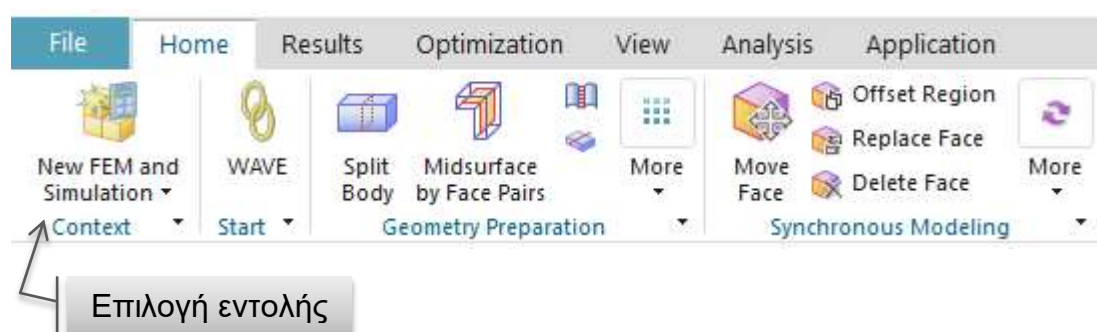 File Home Results Optimization View Analysis Application
Offset Region
Replace Face
New FEM and WAVE Split Midsurface More Move Delete Face More
Simulation Body by Face Pairs Face
Context Start Geometry Preparation Synchronous Modeling
Επιλογή εντολής